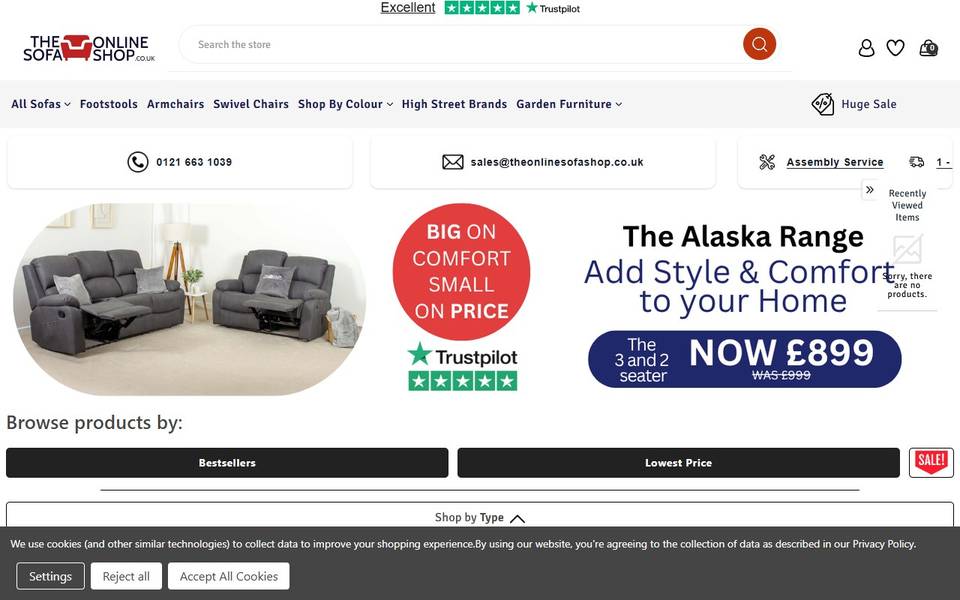 Excellent Trustpilot
THE ONLINE
SOFA SHOP.CO.UK
Search the store
0
All Sofas Footstools Armchairs Swivel Chairs Shop By Colour High Street Brands Garden Furniture Huge Sale
0121 663 1039
sales@theonlinesofashop.co.uk
Assembly Service 1 -
Recently
Viewed
Items
Sorry, there
are no
products.
BIG ON
COMFORT
SMALL
ON PRICE
Trustpilot
The Alaska Range
Add Style & Comfort
to your Home
The
3 and 2
seater
NOW £899
WAS £999
Browse products by:
Bestsellers
Lowest Price
SALE!
Shop by Type
We use cookies (and other similar technologies) to collect data to improve your shopping experience.By using our website, you're agreeing to the collection of data as described in our Privacy Policy.
Settings Reject all Accept All Cookies